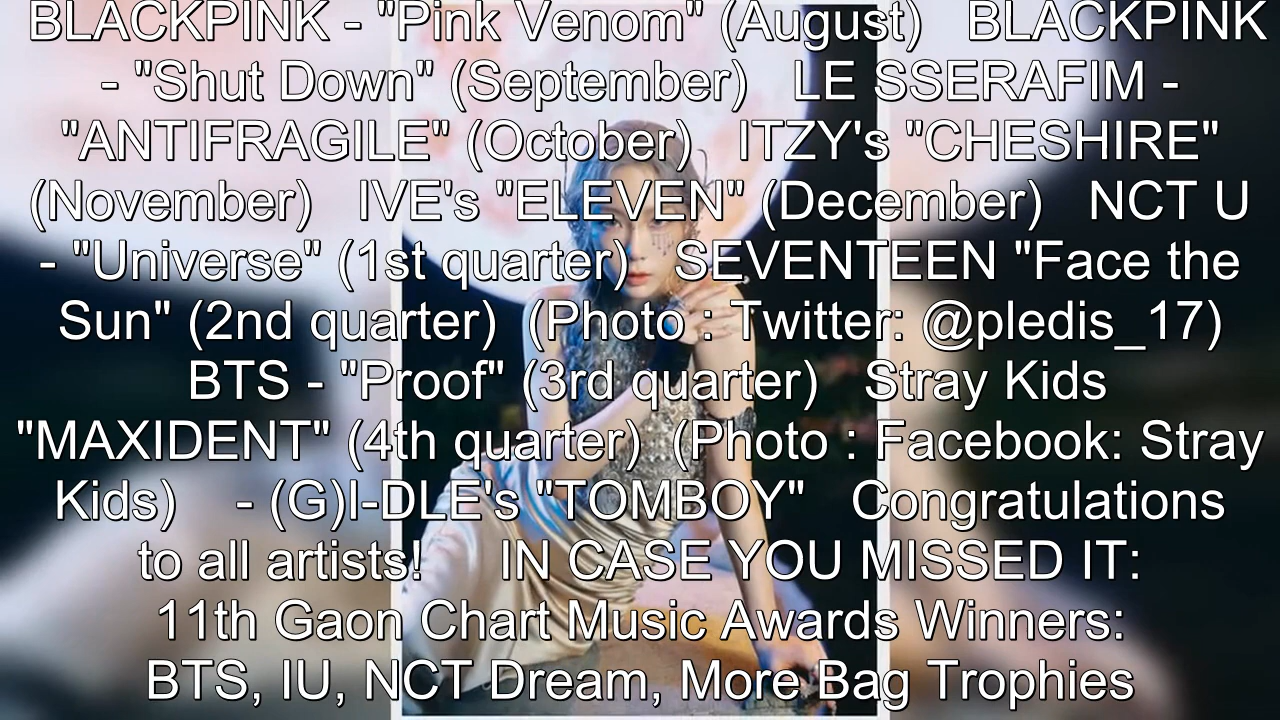 BLACKPINK - "Pink Venom" (August) BLACKPINK
- "Shut Down" (September) LE SSERAFIM -
"ANTIFRAGILE" (October) ITZY's "CHESHIRE"
(November) IVE's "ELEVEN" (December) NCT U
- "Universe" (1st quarter) SEVENTEEN "Face the
Sun" (2nd quarter) (Photo : Twitter: @pledis_17)
BTS - "Proof" (3rd quarter) Stray Kids
"MAXIDENT" (4th quarter) (Photo : Facebook: Stray
Kids) - (G)I-DLE's "TOMBOY" Congratulations
to all artists! IN CASE YOU MISSED IT:
11th Gaon Chart Music Awards Winners:
BTS, IU, NCT Dream, More Bag Trophies